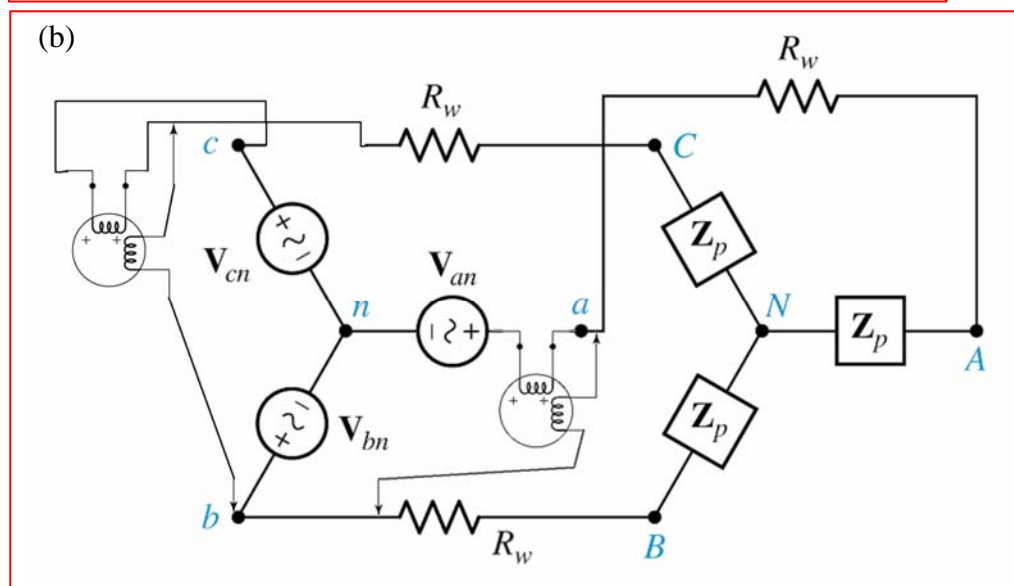 (b)
R_w
R_w
c
C
+
−
Z_p
V_cn
V_an
n
a
N
− +
Z_p
A
+ +
+ +
−
+
V_bn
Z_p
b
R_w
B